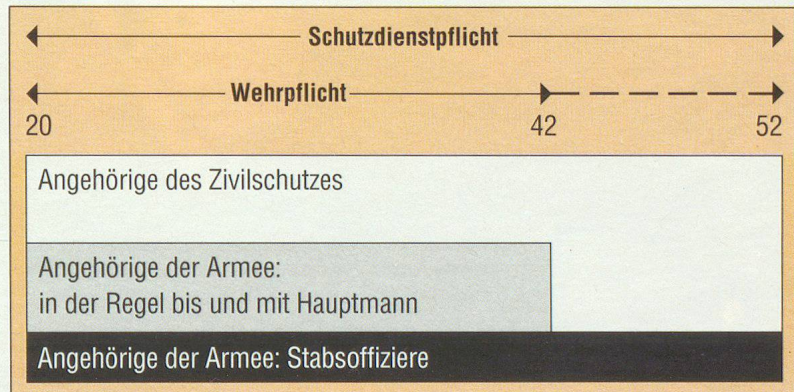 Schutzdienstpflicht
Wehrpflicht
20 42 52
Angehörige des Zivilschutzes
Angehörige der Armee:
in der Regel bis und mit Hauptmann
Angehörige der Armee: Stabsoffiziere